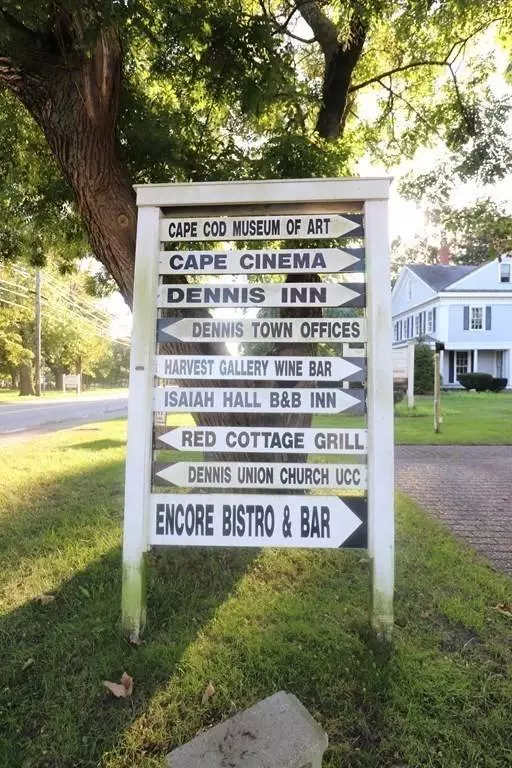 CAPE COD MUSEUM OF ART
CAPE CINEMA
DENNIS INN
DENNIS TOWN OFFICES
HARVEST GALLERY WINE BAR
ISAIAH HALL B&B INN
RED COTTAGE GRILL
DENNIS UNION CHURCH UCC
ENCORE BISTRO & BAR